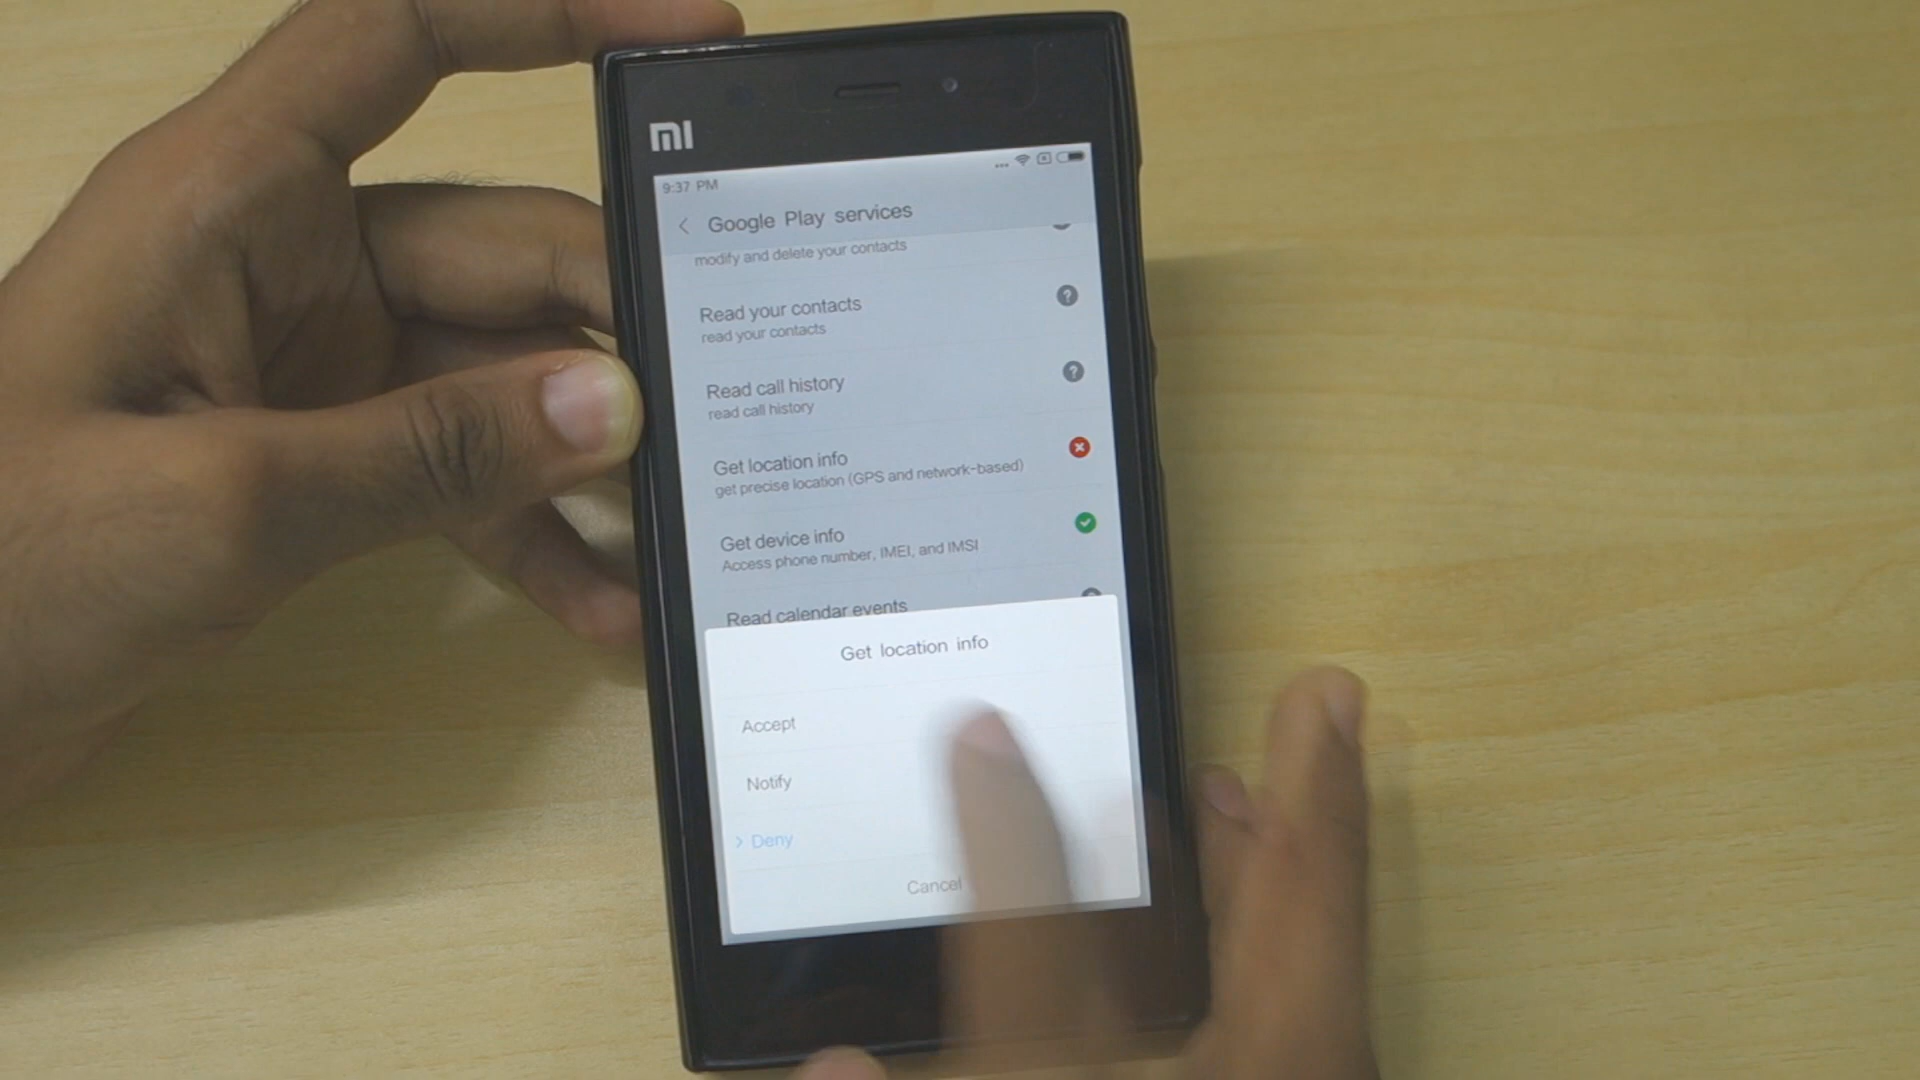 mi
9:37 PM
Google Play services
modify and delete your contacts
Read your contacts
read your contacts
Read call history
read call history
Get location info
get precise location (GPS and network-based)
Get device info
Access phone number, IMEI, and IMSI
Read calendar events
Get location info
Accept
Notify
> Deny
Cancel